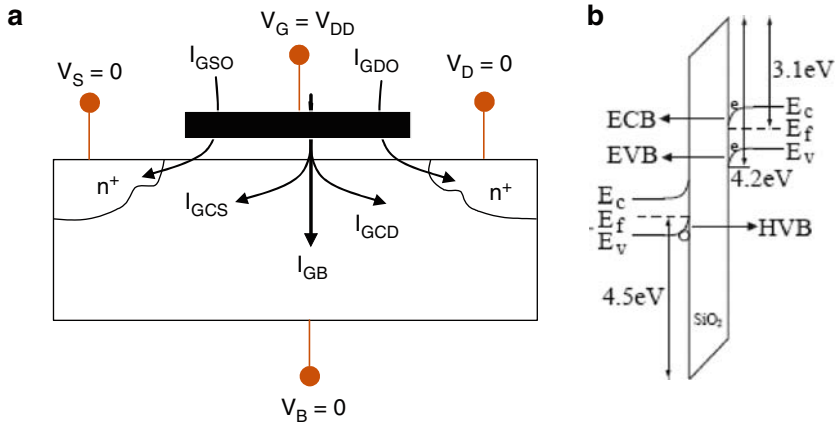 a
V_G = V_DD
I_GSO
I_GDO
V_S = 0
V_D = 0
n⁺
n⁺
I_GCS
I_GCD
I_GB
V_B = 0
b
3.1eV
e
E_c
ECB
E_f
e
EVB
E_v
4.2eV
E_c
E_f
HVB
E_v
4.5eV
SiO₂